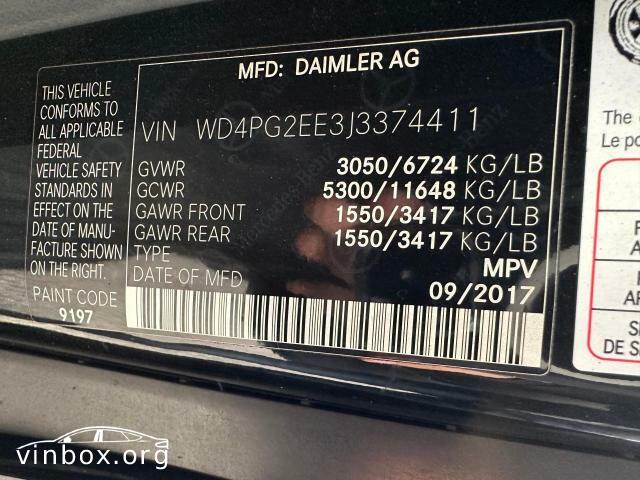 MFD: DAIMLER AG
THIS VEHICLE
CONFORMS TO
ALL APPLICABLE
FEDERAL
VEHICLE SAFETY
STANDARDS IN
EFFECT ON THE
DATE OF MANU-
FACTURE SHOWN
ON THE RIGHT.
PAINT CODE
9197
VIN WD4PG2EE3J3374411
GVWR 3050/6724 KG/LB
GCWR 5300/11648 KG/LB
GAWR FRONT 1550/3417 KG/LB
GAWR REAR 1550/3417 KG/LB
TYPE MPV
DATE OF MFD 09/2017
The
Le po
DE S
vinbox.org